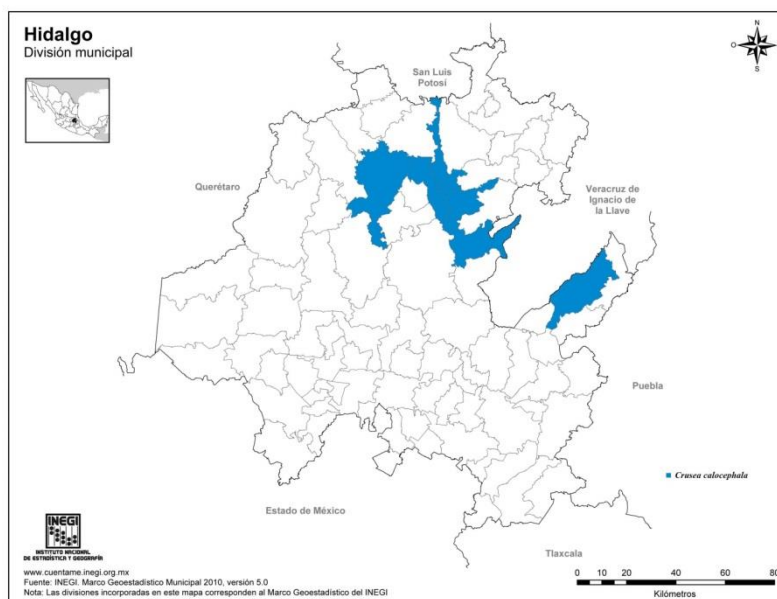 Hidalgo
División municipal
N
O
E
S
San Luis
Potosí
Querétaro
Veracruz de
Ignacio de
la Llave
Puebla
Crusea calocephala
Estado de México
Tlaxcala
INEGI
INSTITUTO NACIONAL
DE ESTADÍSTICA Y GEOGRAFÍA
www.cuentame.inegi.org.mx
Fuente: INEGI. Marco Geoestadístico Municipal 2010, versión 5.0
Nota: Las divisiones incorporadas en este mapa corresponden al Marco Geoestadístico del INEGI
0 10 20 40 60 80
Kilómetros